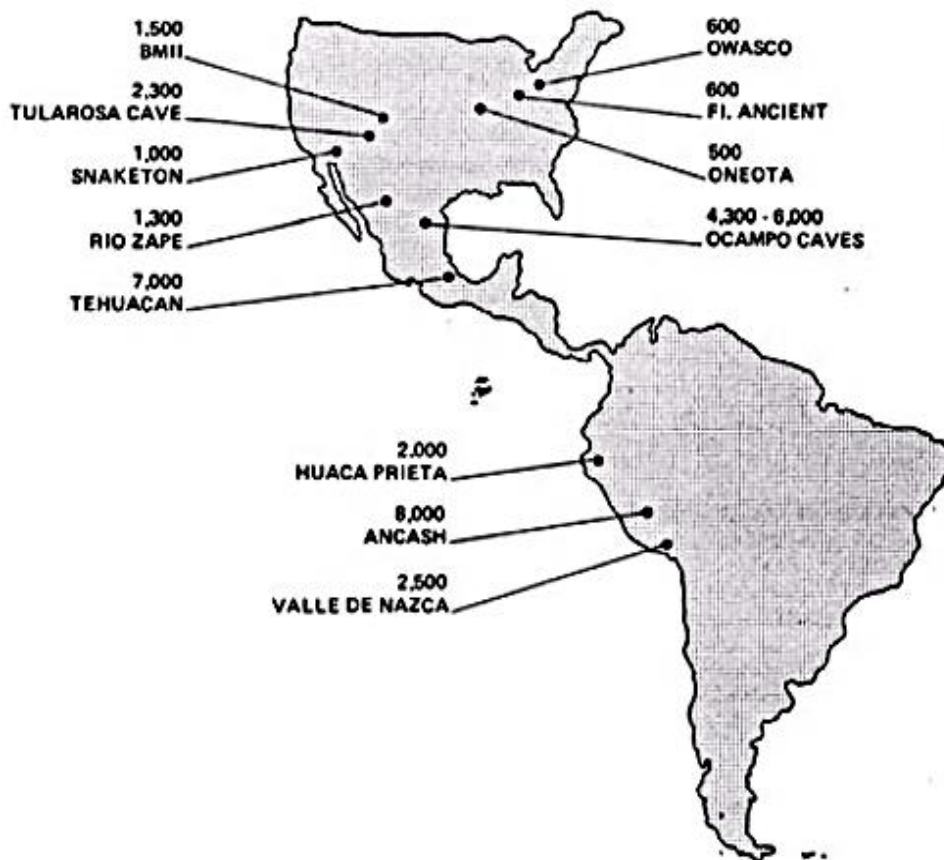 1,500
BMII
2,300
TULAROSA CAVE
1,000
SNAKETON
1,300
RIO ZAPE
7,000
TEHUACAN
600
OWASCO
600
FI. ANCIENT
500
ONEOTA
4,300 - 6,000
OCAMPO CAVES
2,000
HUACA PRIETA
8,000
ANCASH
2,500
VALLE DE NAZCA